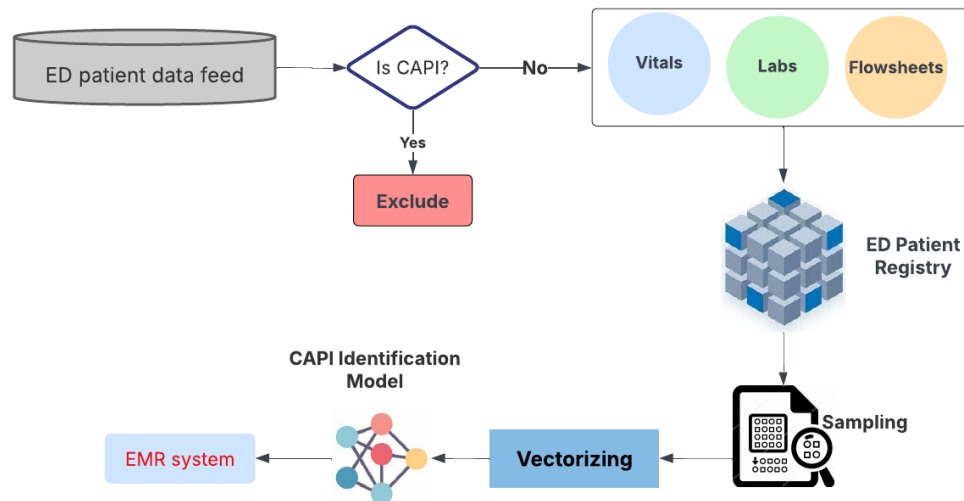 ED patient data feed
Is CAPI?
No
Vitals
Labs
Flowsheets
Yes
Exclude
ED Patient
Registry
CAPI Identification
Model
Sampling
Vectorizing
EMR system